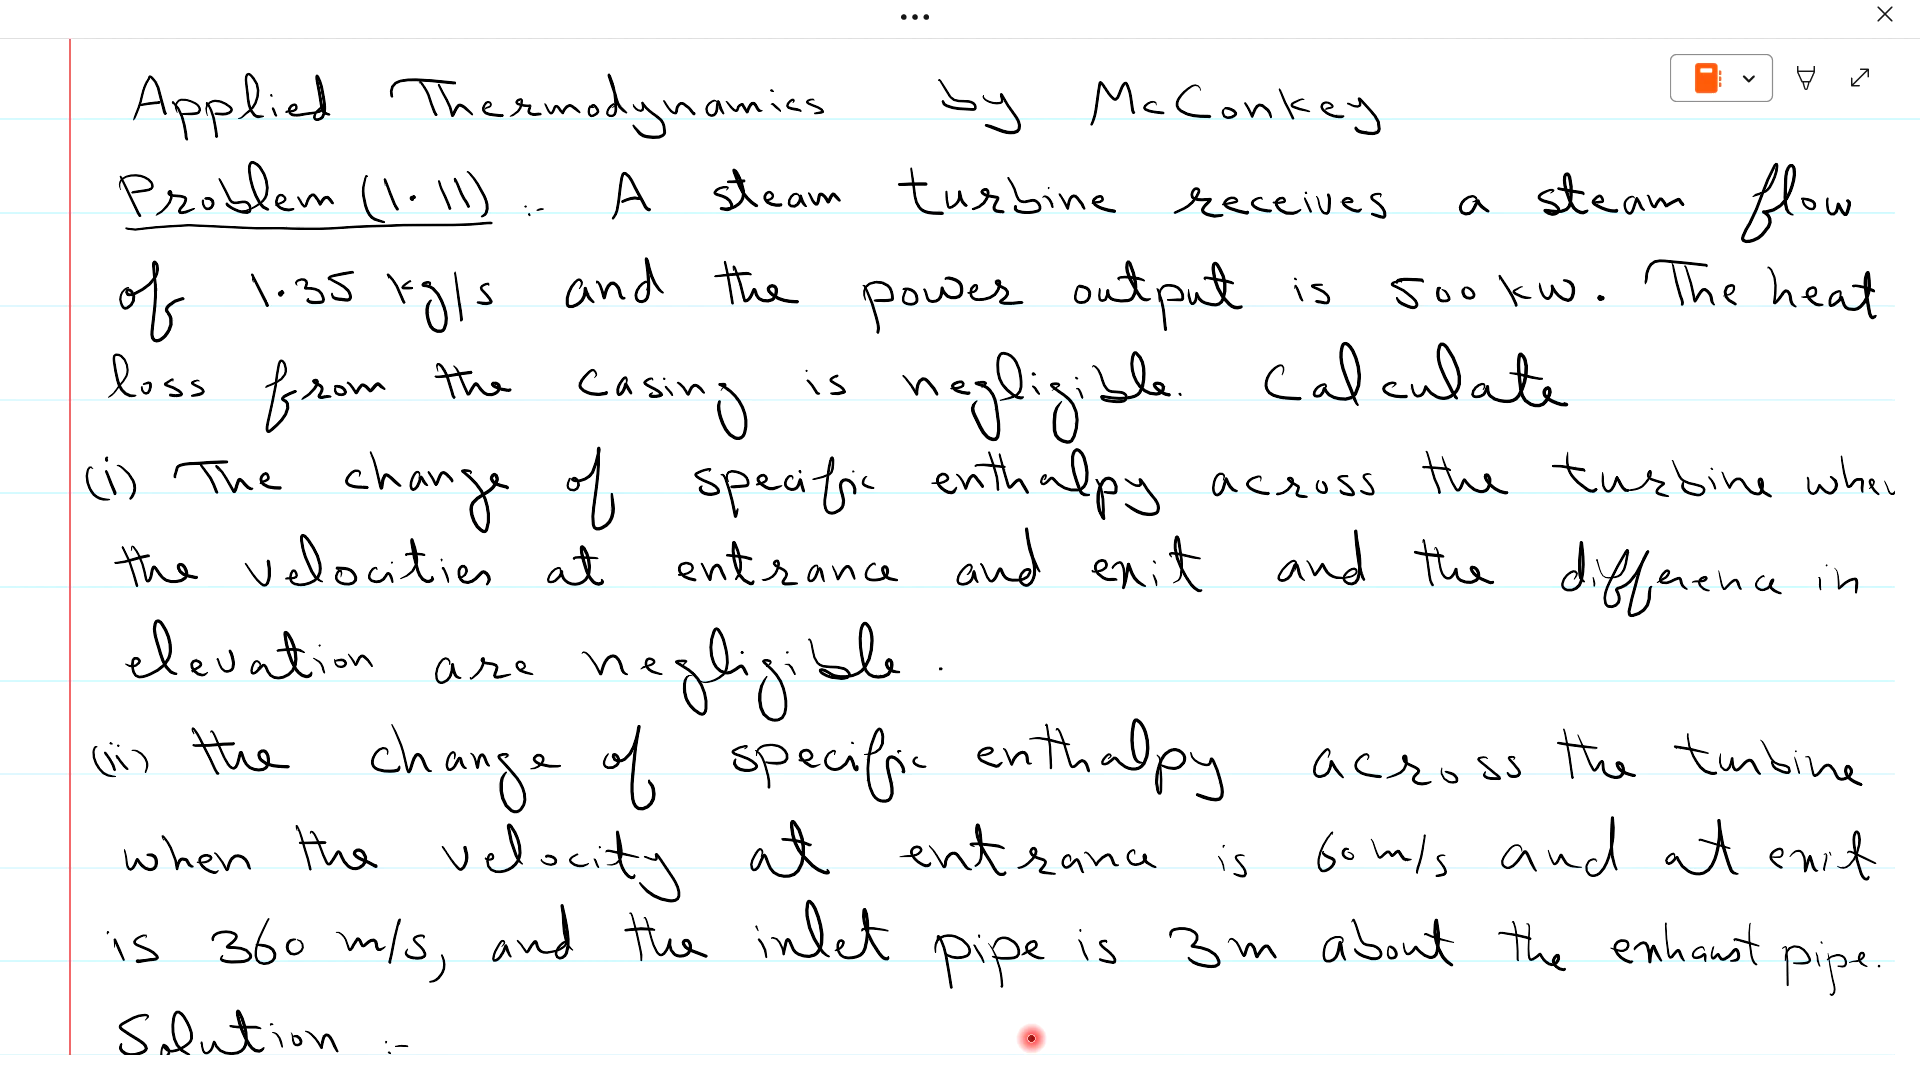 Applied Thermodynamics by McConkey
Problem (1.11) :- A steam turbine receives a steam flow
of 1.35 kg/s and the power output is 500 kW. The heat
loss from the casing is negligible. Calculate
(i) The change of specific enthalpy across the turbine when
the velocities at entrance and exit and the difference in
elevation are negligible.
(ii) the change of specific enthalpy across the turbine
when the velocity at entrance is 60 m/s and at exit
is 360 m/s, and the inlet pipe is 3m about the exhaust pipe.
Solution :-